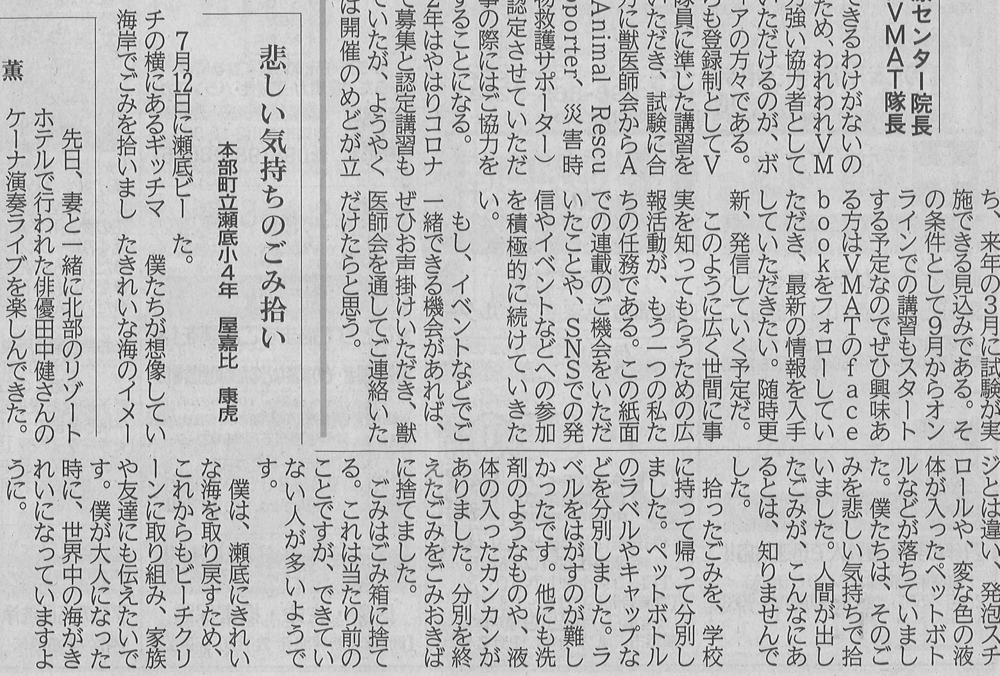 療センター院長
ＶＭＡＴ隊長
できるわけがないの
ため、われわれＶＭ
力強い協力者として
いただけるのが、ボ
ィアの方々である。
らも登録制としてＶ
隊員に準じた講習を
いただき、試験に合
方に獣医師会からＡ
Animal Rescu
pporter、災害時
物救護サポーター）
認定させていただ
事の際にはご協力を
することになる。
２年はやはりコロナ
て募集と認定講習も
ていたが、ようやく
は開催のめどが立
ち、来年の３月に試験が実
施できる見込みである。そ
の条件として９月からオン
ラインでの講習もスタート
する予定なのでぜひ興味あ
る方はＶＭＡＴのｆａｃｅ
ｂｏｏｋをフォローしてい
ただき、最新の情報を入手
していただきたい。随時更
新、発信していく予定だ。
このように広く世間に事
実を知ってもらうための広
報活動が、もう一つの私た
ちの任務である。この紙面
での連載のご機会をいただ
いたことや、ＳＮＳでの発
信やイベントなどへの参加
を積極的に続けていきた
い。
もし、イベントなどでご
一緒できる機会があれば、
ぜひお声掛けいただき、獣
医師会を通してご連絡いた
だけたらと思う。
悲しい気持ちのごみ拾い
本部町立瀬底小４年　屋嘉比　康虎
７月12日に瀬底ビー
チの横にあるギッチマ
海岸でごみを拾いまし
た。
僕たちが想像してい
たきれいな海のイメー
ジとは違い、発泡スチ
ロールや、変な色の液
体が入ったペットボト
ルなどが落ちていまし
た。僕たちは、そのご
みを悲しい気持ちで拾
いました。人間が出し
たごみが、こんなにあ
るとは、知りませんで
した。
拾ったごみを、学校
に持って帰って分別し
ました。ペットボトル
のラベルやキャップな
どを分別しました。ラ
ベルをはがすのが難し
かったです。他にも洗
剤のようなものや、液
体の入ったカンカンが
ありました。分別を終
えたごみをごみおきば
に捨てました。
ごみはごみ箱に捨て
る。これは当たり前の
ことですが、できてい
ない人が多いようで
す。
僕は、瀬底にきれい
な海を取り戻すため、
これからもビーチクリ
ーンに取り組み、家族
や友達にも伝えたいで
す。僕が大人になった
時に、世界中の海がき
れいになっていますよ
うに。
薫
先日、妻と一緒に北部のリゾート
ホテルで行われた俳優田中健さんの
ケーナ演奏ライブを楽しんできた。